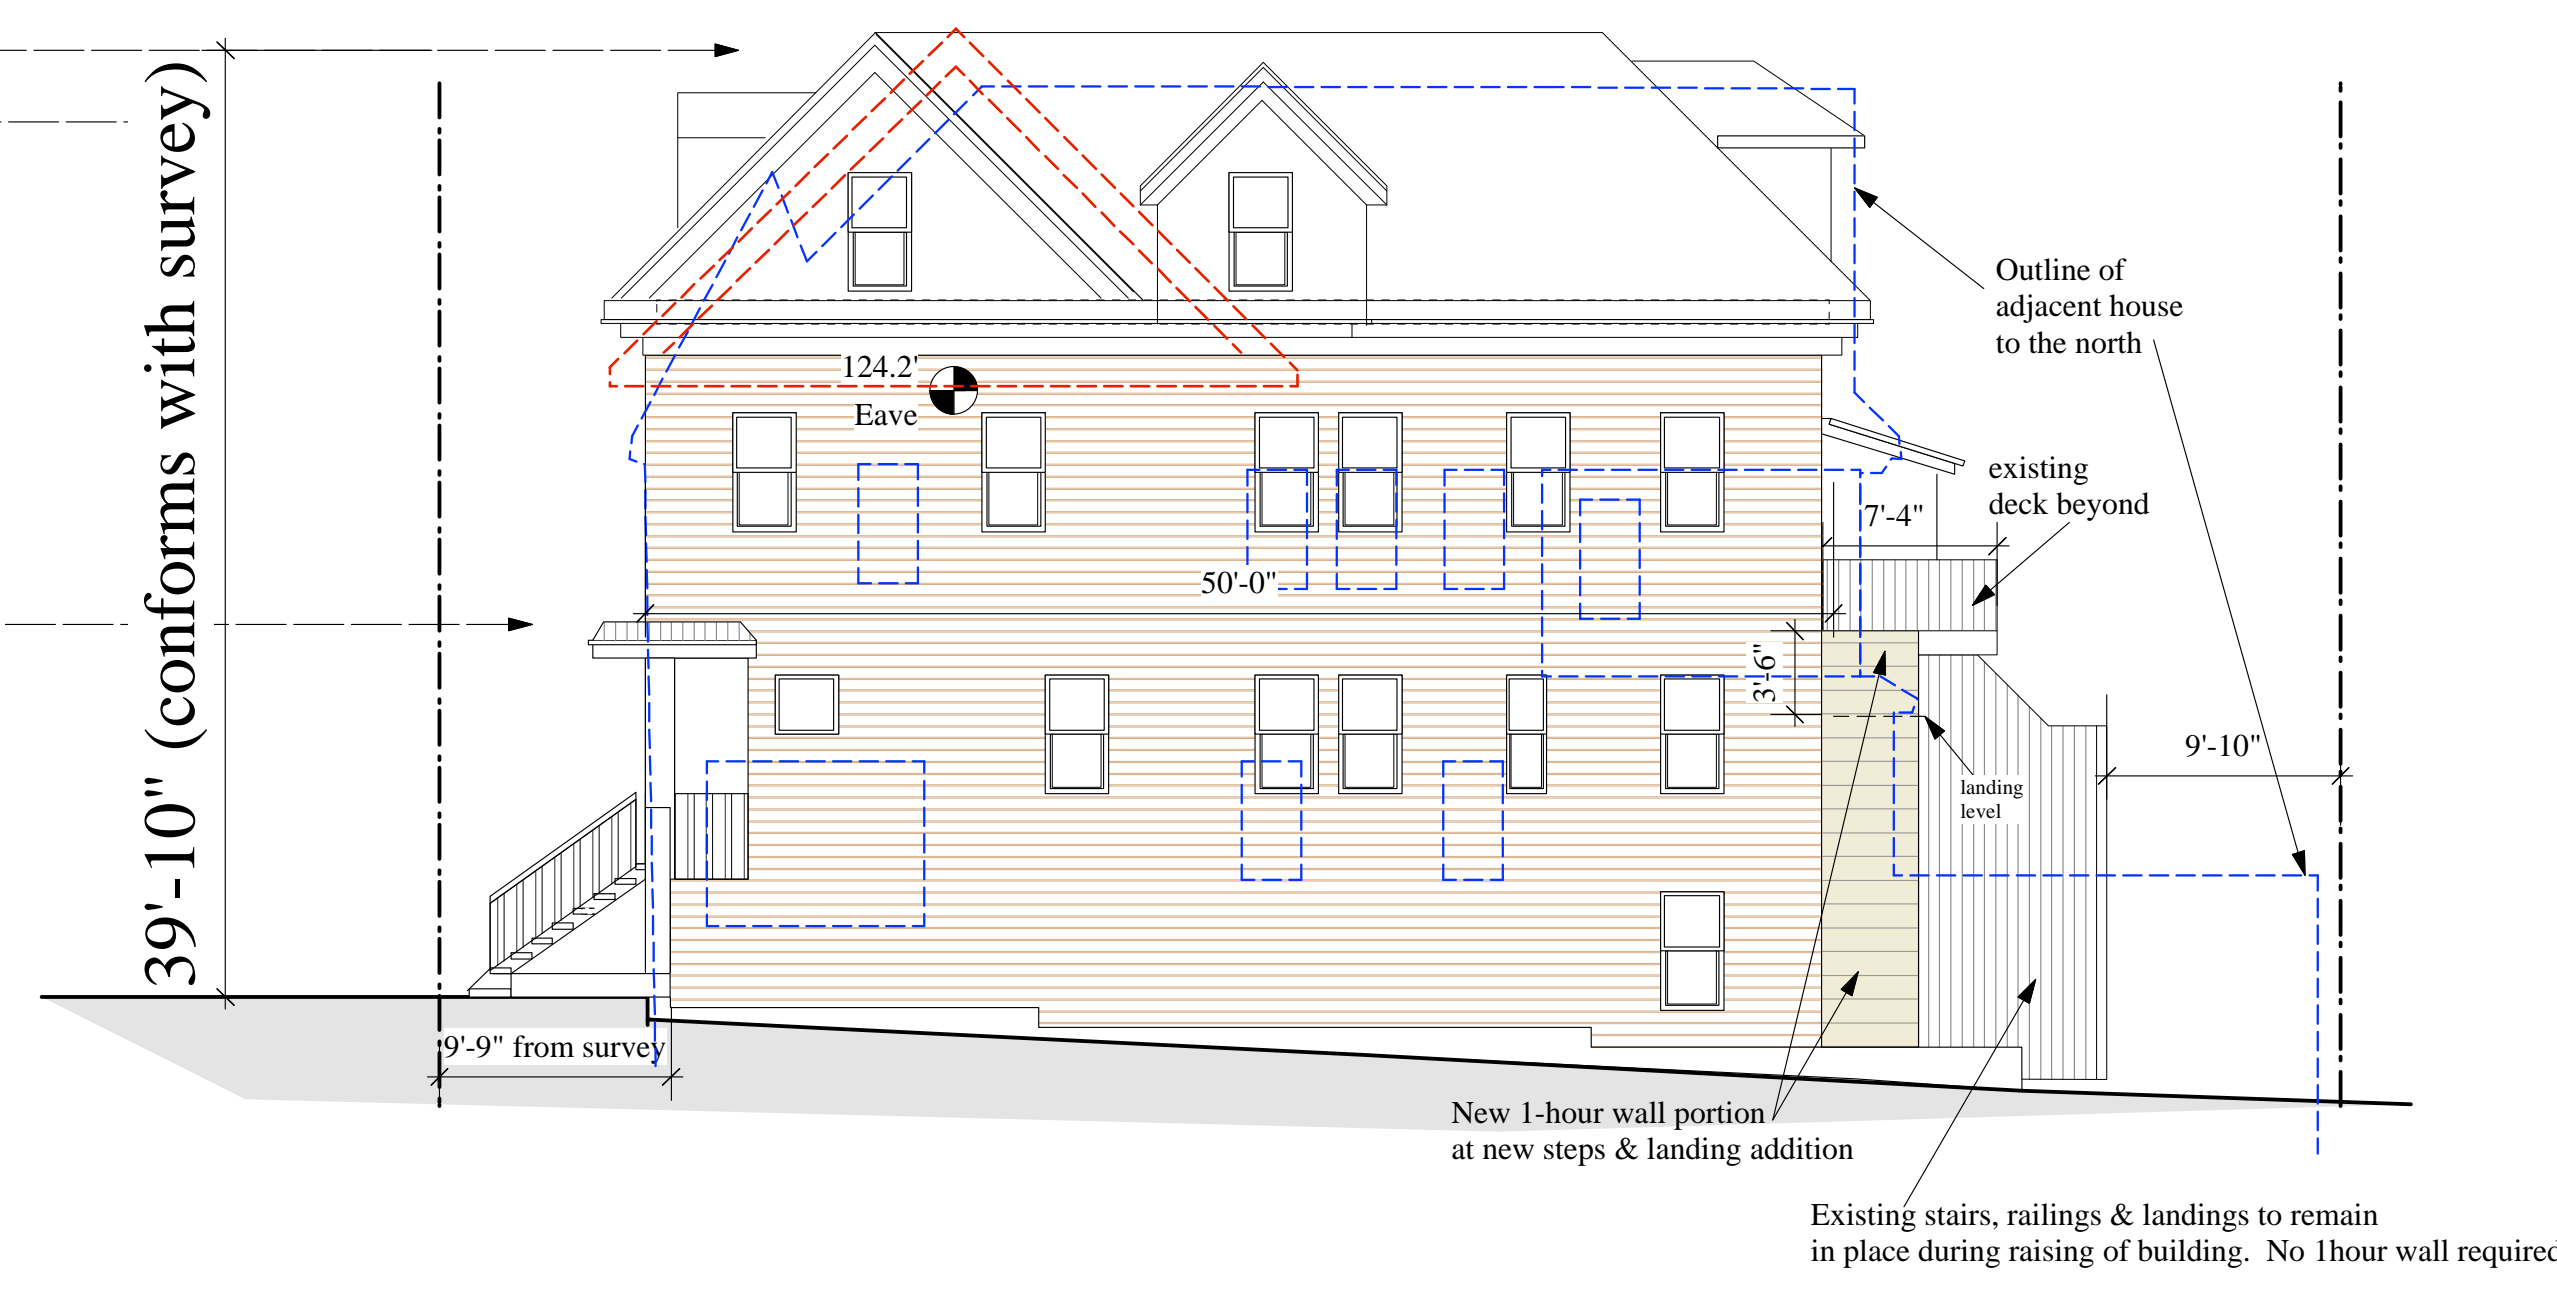 39'-10" (conforms with survey)
124.2'
Eave
Outline of
adjacent house
to the north
existing
deck beyond
7'-4"
50'-0"
3'-6"
9'-10"
landing
level
9'-9" from survey
New 1-hour wall portion
at new steps & landing addition
Existing stairs, railings & landings to remain
in place during raising of building.  No 1hour wall required